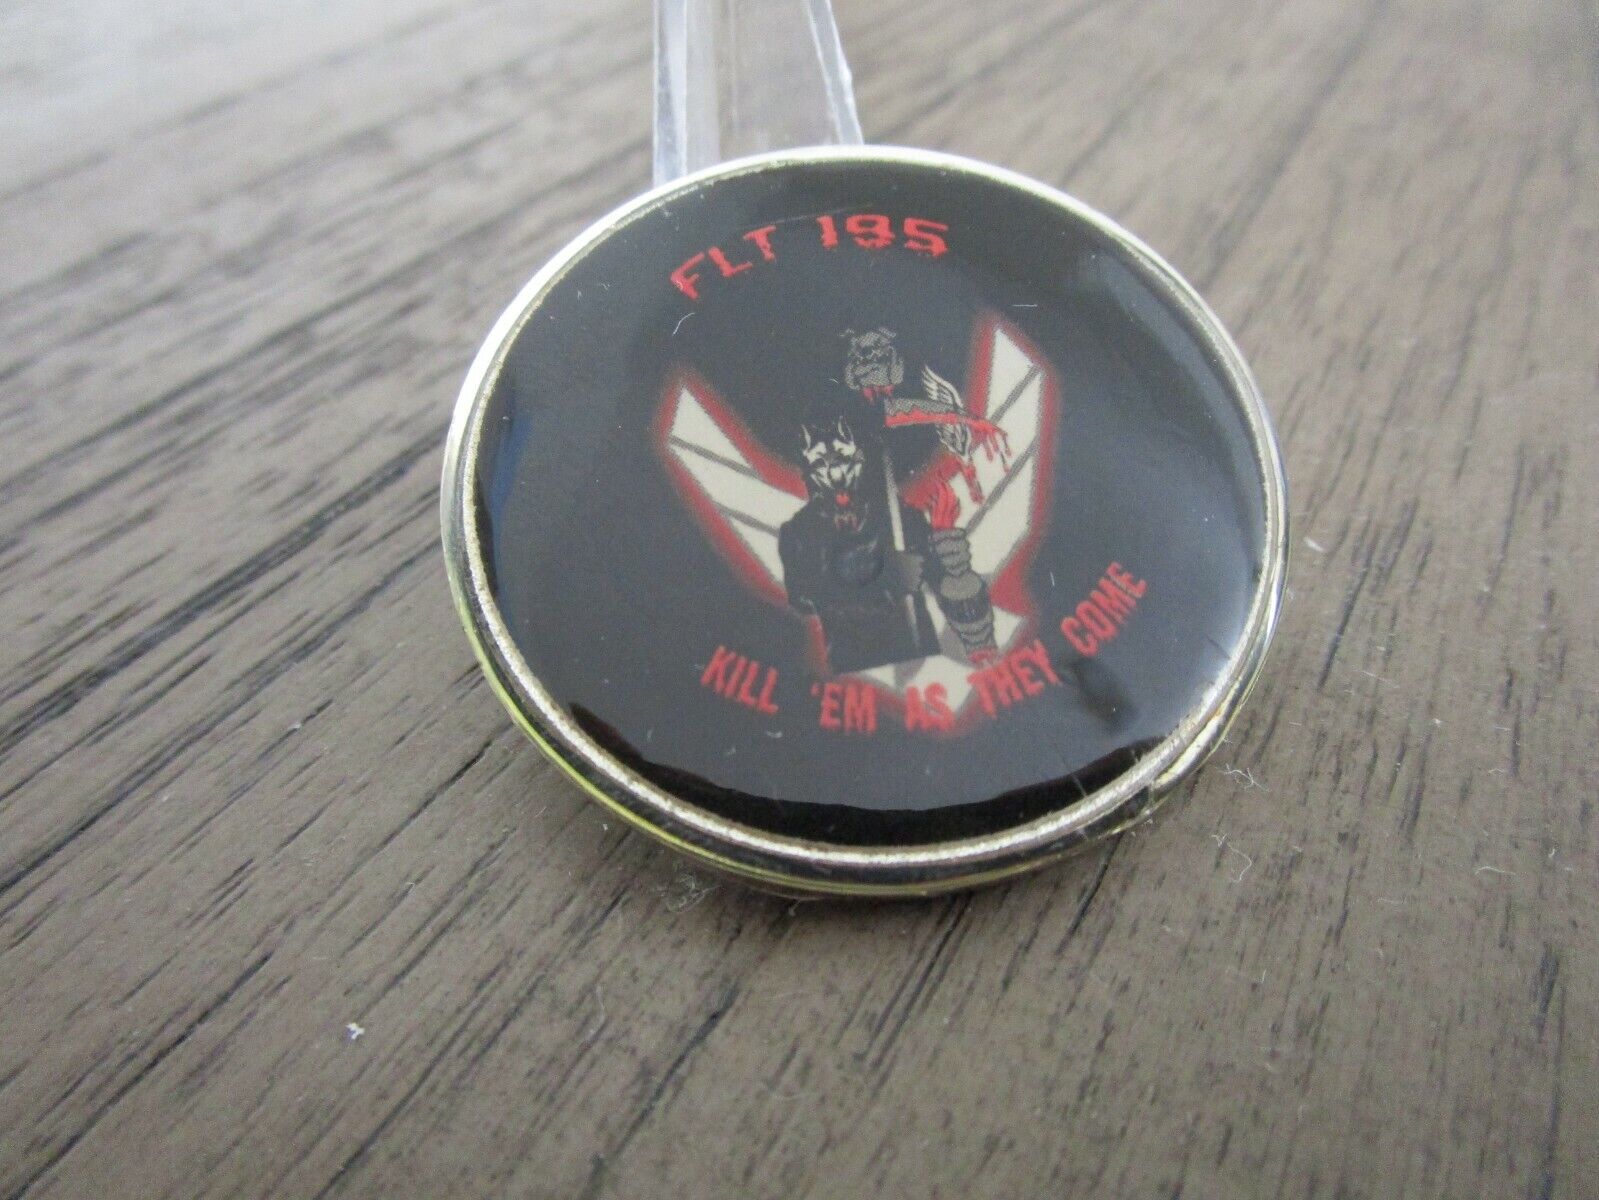 FLT 195
KILL 'EM AS THEY COME